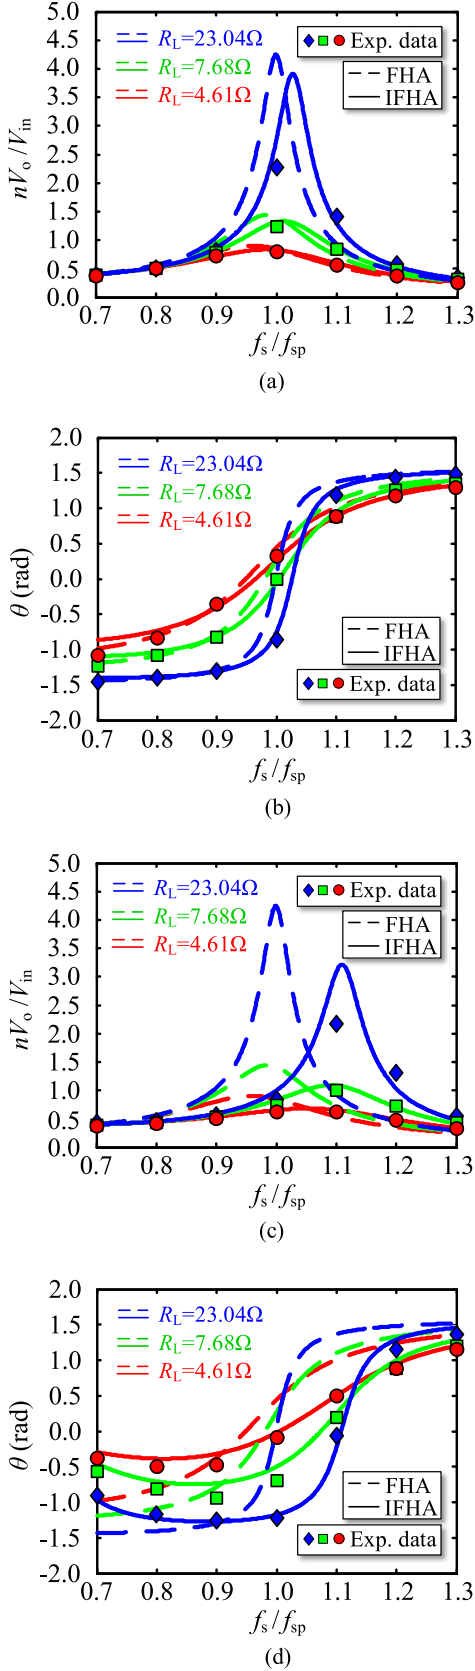 5.0
4.5
4.0
3.5
3.0
2.5
2.0
1.5
1.0
0.5
0.0
nVo/Vin
RL=23.04Ω
RL=7.68Ω
RL=4.61Ω
Exp. data
FHA
IFHA
0.7 0.8 0.9 1.0 1.1 1.2 1.3
fs/fsp
(a)
2.0
1.5
1.0
0.5
0.0
-0.5
-1.0
-1.5
-2.0
θ (rad)
RL=23.04Ω
RL=7.68Ω
RL=4.61Ω
FHA
IFHA
Exp. data
0.7 0.8 0.9 1.0 1.1 1.2 1.3
fs/fsp
(b)
5.0
4.5
4.0
3.5
3.0
2.5
2.0
1.5
1.0
0.5
0.0
nVo/Vin
RL=23.04Ω
RL=7.68Ω
RL=4.61Ω
Exp. data
FHA
IFHA
0.7 0.8 0.9 1.0 1.1 1.2 1.3
fs/fsp
(c)
2.0
1.5
1.0
0.5
0.0
-0.5
-1.0
-1.5
-2.0
θ (rad)
RL=23.04Ω
RL=7.68Ω
RL=4.61Ω
FHA
IFHA
Exp. data
0.7 0.8 0.9 1.0 1.1 1.2 1.3
fs/fsp
(d)